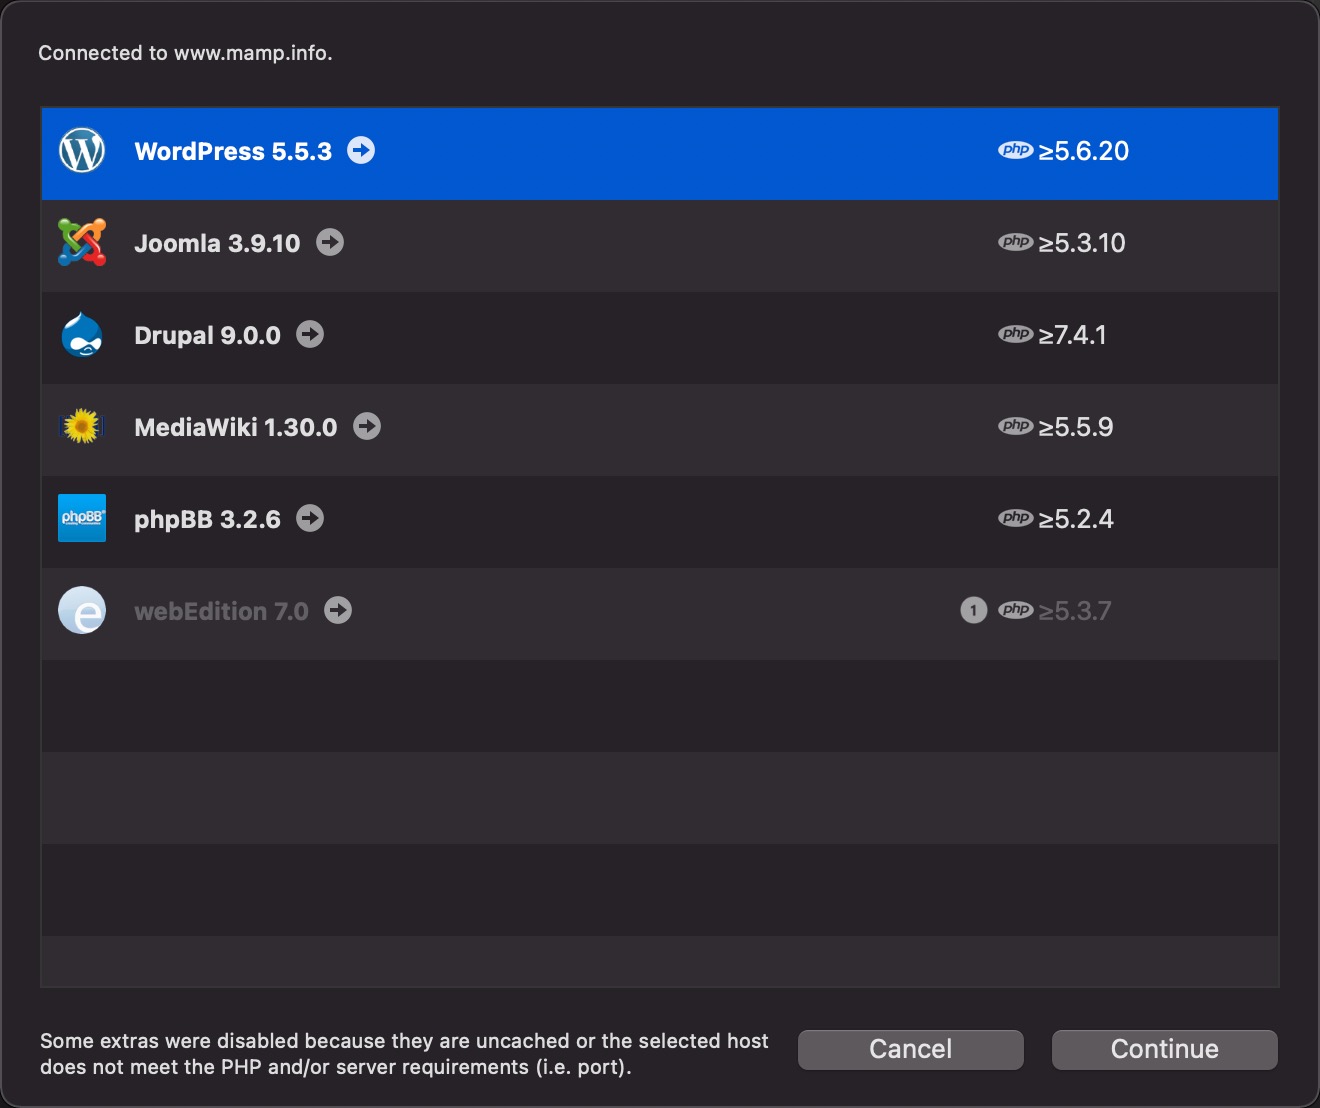 Connected to www.mamp.info.
WordPress 5.5.3 php ≥5.6.20
Joomla 3.9.10 php ≥5.3.10
Drupal 9.0.0 php ≥7.4.1
MediaWiki 1.30.0 php ≥5.5.9
phpBB phpBB 3.2.6 php ≥5.2.4
e webEdition 7.0 1 php ≥5.3.7
Some extras were disabled because they are uncached or the selected host
does not meet the PHP and/or server requirements (i.e. port).
Cancel Continue